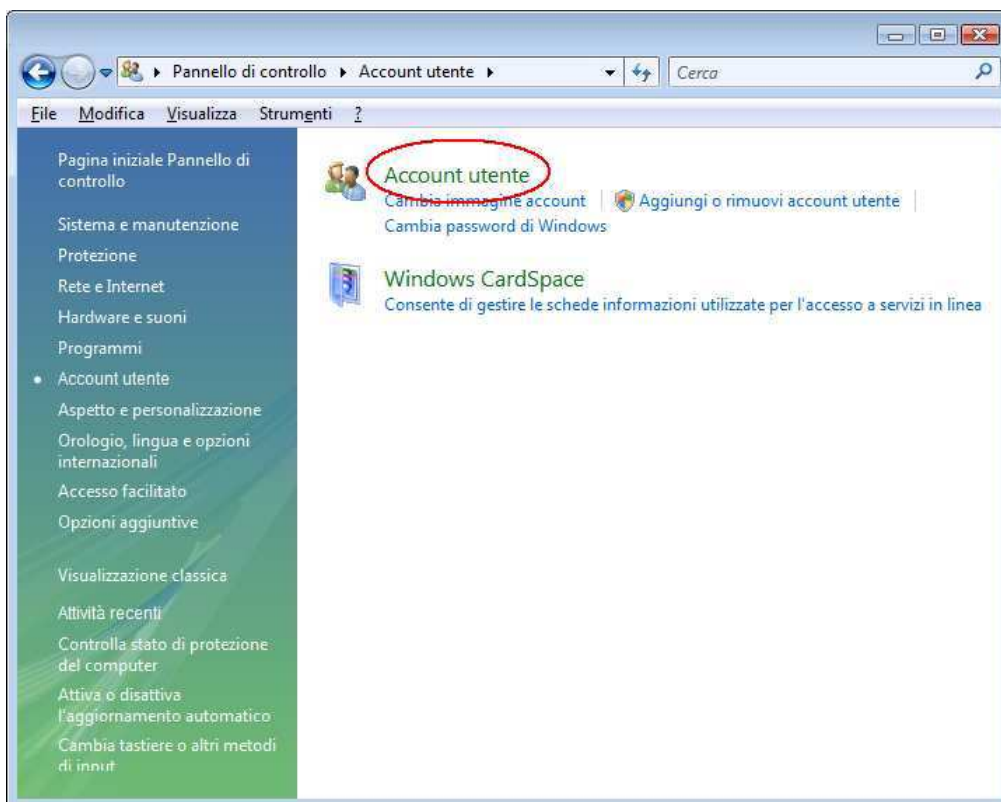 Pannello di controllo Account utente
Cerca
File Modifica Visualizza Strumenti ?
Pagina iniziale Pannello di
controllo
Sistema e manutenzione
Protezione
Rete e Internet
Hardware e suoni
Programmi
Account utente
Aspetto e personalizzazione
Orologio, lingua e opzioni
internazionali
Accesso facilitato
Opzioni aggiuntive
Visualizzazione classica
Attività recenti
Controlla stato di protezione
del computer
Attiva o disattiva
l'aggiornamento automatico
Cambia tastiere o altri metodi
di input
Account utente
Cambia immagine account
Aggiungi o rimuovi account utente
Cambia password di Windows
Windows CardSpace
Consente di gestire le schede informazioni utilizzate per l'accesso a servizi in linea